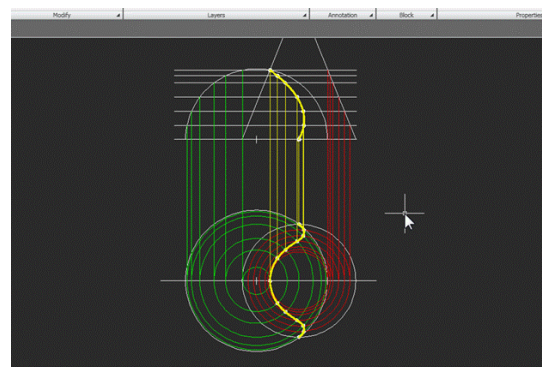 Modify
Layers
Annotation
Block
Properties